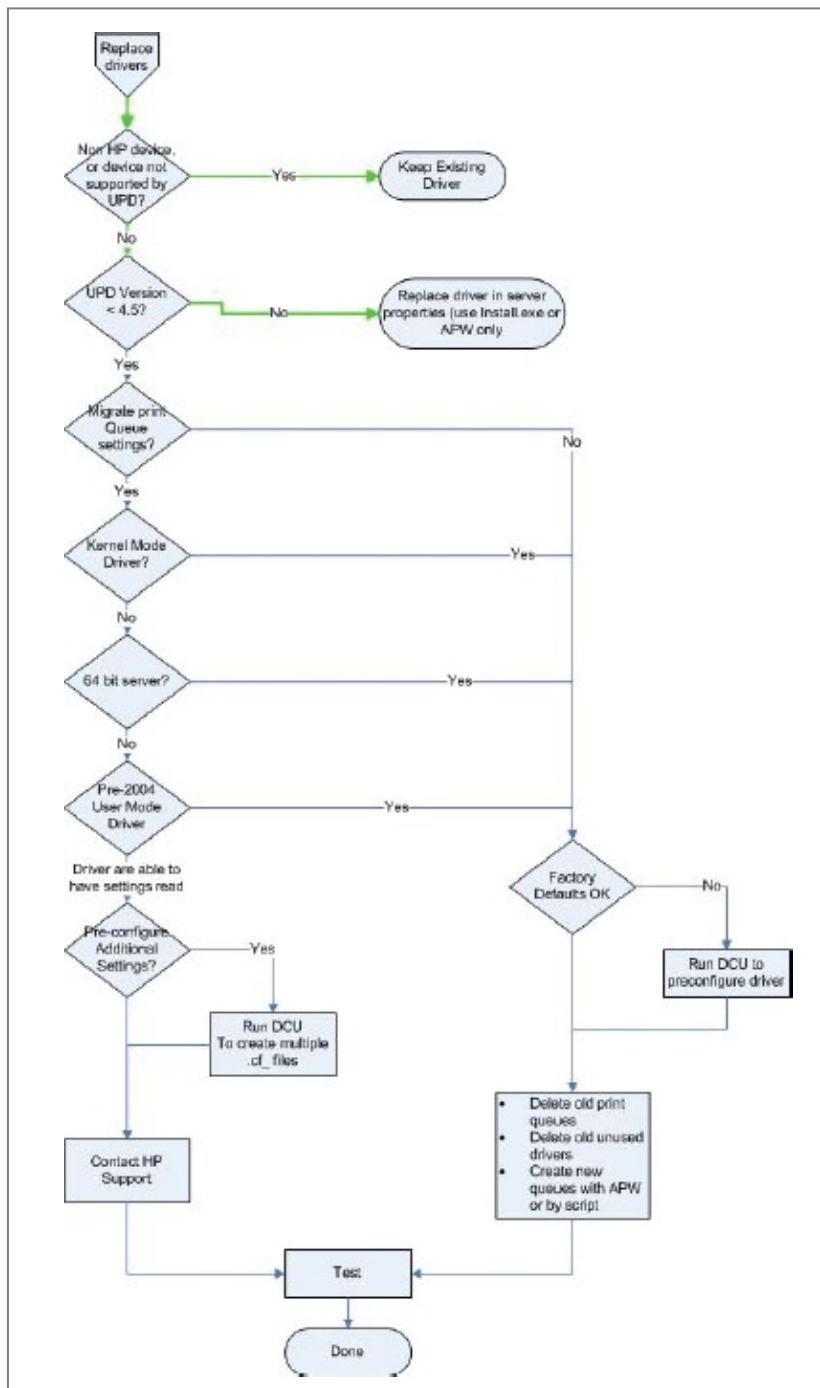 Replace
drivers
Non HP device,
or device not
supported by
UPD?
Yes
Keep Existing
Driver
No
UPD Version
< 4.5?
No
Replace driver in server
properties (use Install.exe or
APW only
Yes
Migrate print
Queue
settings?
No
Yes
Kernel Mode
Driver?
Yes
No
64 bit server?
Yes
No
Pre-2004
User Mode
Driver
Yes
Driver are able to
have settings read
Factory
Defaults OK
No
Pre-configure
Additional
Settings?
Yes
Run DCU to
preconfigure driver
Run DCU
To create multiple
.cf_ files
• Delete old print
queues
• Delete old unused
drivers
• Create new
queues with APW
or by script
Contact HP
Support
Test
Done